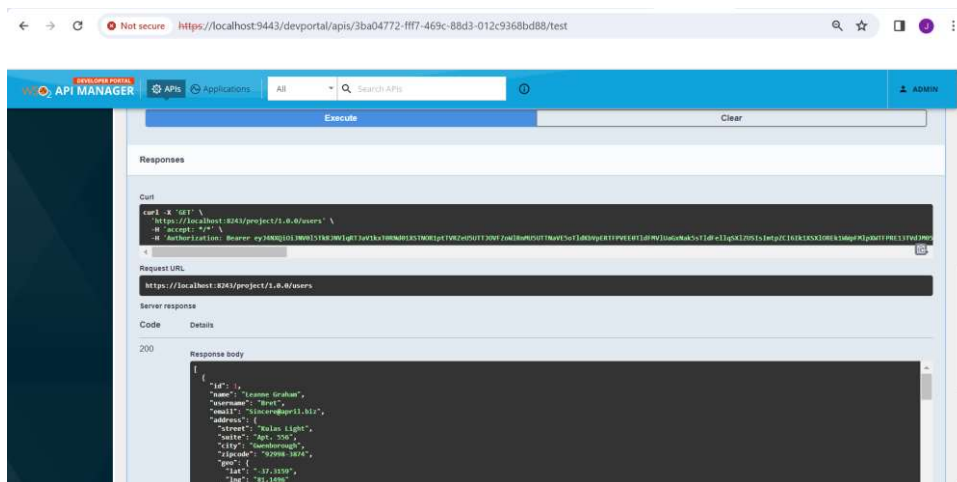 Not secure https://localhost:9443/devportal/apis/3ba04772-fff7-469c-88d3-012c9368bd88/test
J
DEVELOPER PORTAL
WSO2 API MANAGER APIs Applications All Search APIs ADMIN
Execute Clear
Responses
Curl
curl -X 'GET' \
'https://localhost:8243/project/1.0.0/users' \
-H 'accept: */*' \
-H 'Authorization: Bearer
Request URL
https://localhost:8243/project/1.0.0/users
Server response
Code Details
200
Response body
[
{
"id": 1,
"name": "Leanne Graham",
"username": "Bret",
"email": "Sincere@april.biz",
"address": {
"street": "Kulas Light",
"suite": "Apt. 556",
"city": "Gwenborough",
"zipcode": "92998-3874",
"geo": {
"lat": "-37.3159",
"lng": "81.1496"